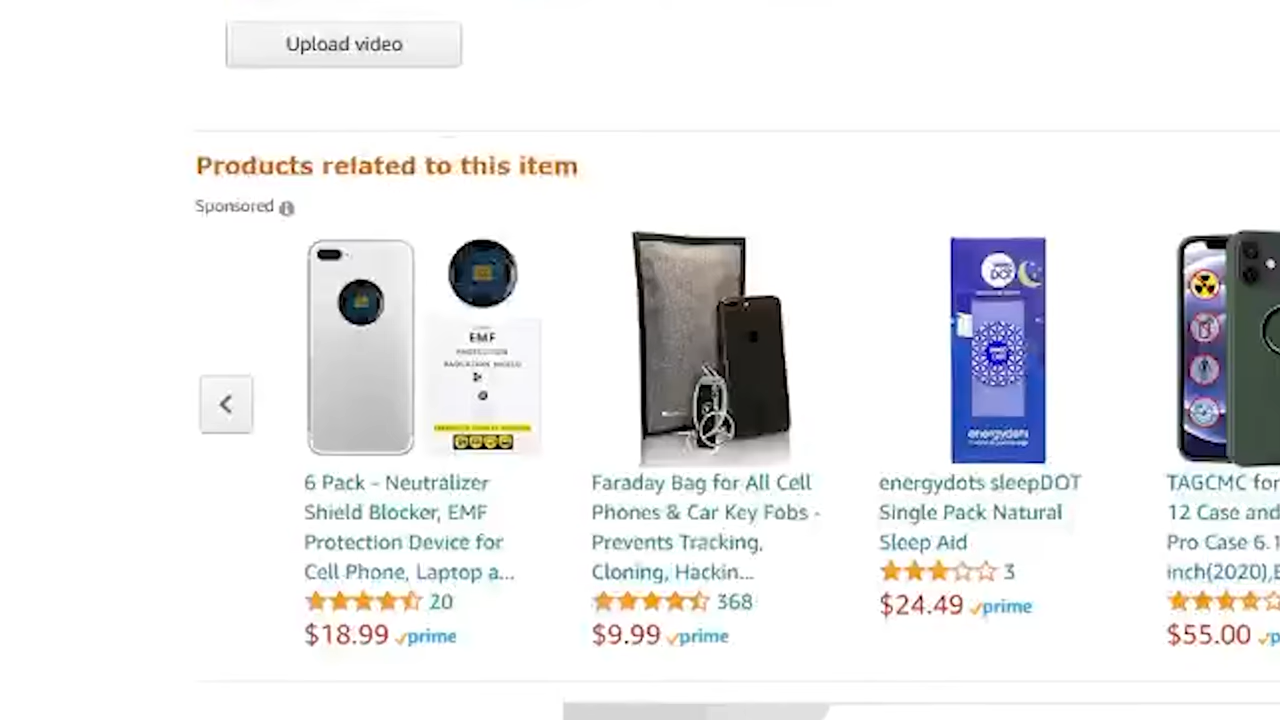 Upload video
Products related to this item
Sponsored
EMF
energydots
6 Pack - Neutralizer
Shield Blocker, EMF
Protection Device for
Cell Phone, Laptop a...
20
$18.99 prime
Faraday Bag for All Cell
Phones & Car Key Fobs -
Prevents Tracking,
Cloning, Hackin...
368
$9.99 prime
energydots sleepDOT
Single Pack Natural
Sleep Aid
3
$24.49 prime
TAGCMC for
12 Case and
Pro Case 6.1
inch(2020),E
$55.00 p